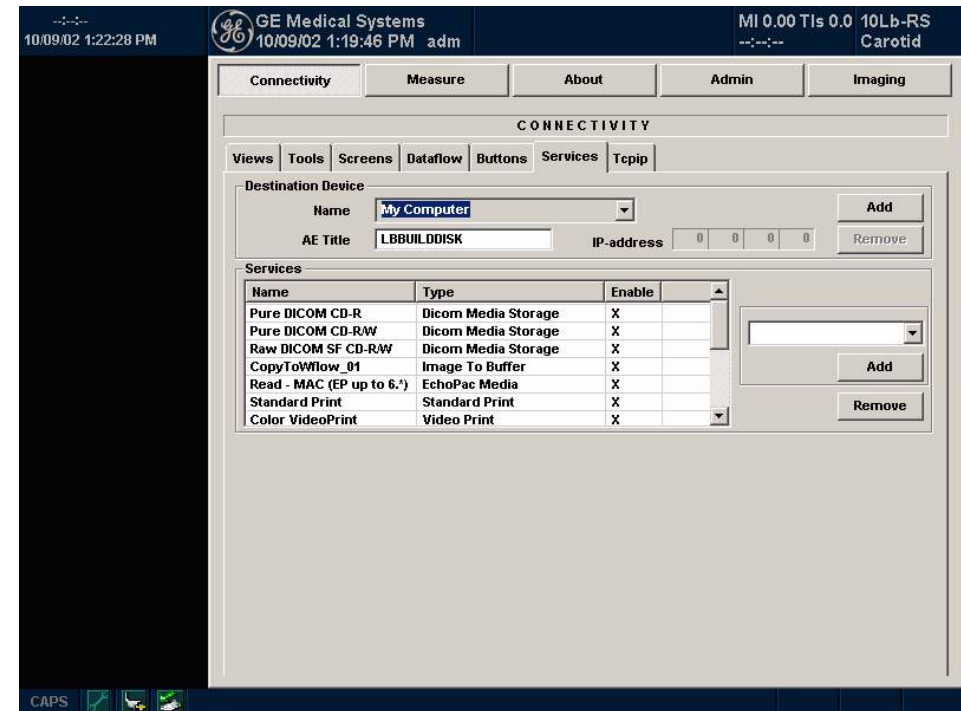 --:--:--
10/09/02 1:22:28 PM
GE Medical Systems
10/09/02 1:19:46 PM adm
MI 0.00 TIs 0.0 10Lb-RS
--:--:-- Carotid
Connectivity Measure About Admin Imaging
CONNECTIVITY
Views Tools Screens Dataflow Buttons Services Tcpip
Destination Device
Name My Computer Add
AE Title LBBUILDDISK IP-address 0 0 0 0 Remove
Services
Name Type Enable
Pure DICOM CD-R Dicom Media Storage X
Pure DICOM CD-R/W Dicom Media Storage X
Raw DICOM SF CD-R/W Dicom Media Storage X
CopyToWflow_01 Image To Buffer X
Add
Read - MAC (EP up to 6.*) EchoPac Media X
Standard Print Standard Print X
Remove
Color VideoPrint Video Print X
CAPS